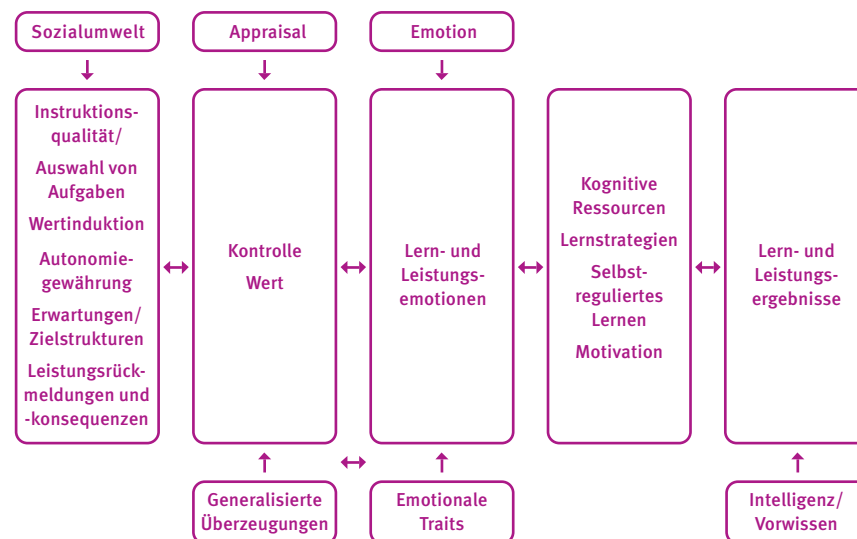 Sozialumwelt
Appraisal
Emotion
Instruktions-
qualität/
Auswahl von
Aufgaben
Wertinduktion
Autonomie-
gewährung
Erwartungen/
Zielstrukturen
Leistungsrück-
meldungen und
-konsequenzen
Kontrolle
Wert
Lern- und
Leistungs-
emotionen
Kognitive
Ressourcen
Lernstrategien
Selbst-
reguliertes
Lernen
Motivation
Lern- und
Leistungs-
ergebnisse
Generalisierte
Überzeugungen
Emotionale
Traits
Intelligenz/
Vorwissen